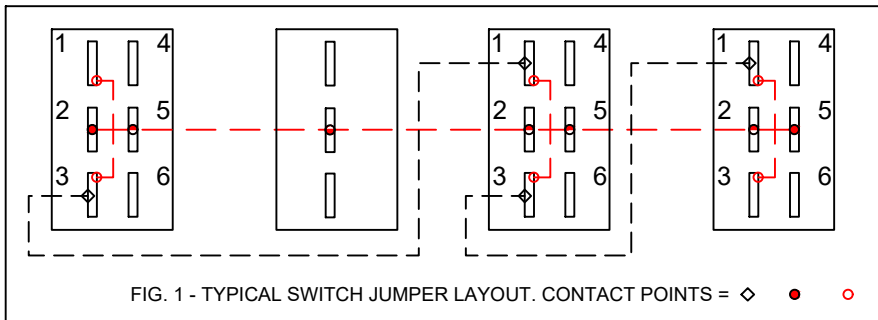 1 4 1 4 1 4
2 5 2 5 2 5
3 6 3 6 3 6
FIG. 1 - TYPICAL SWITCH JUMPER LAYOUT. CONTACT POINTS =